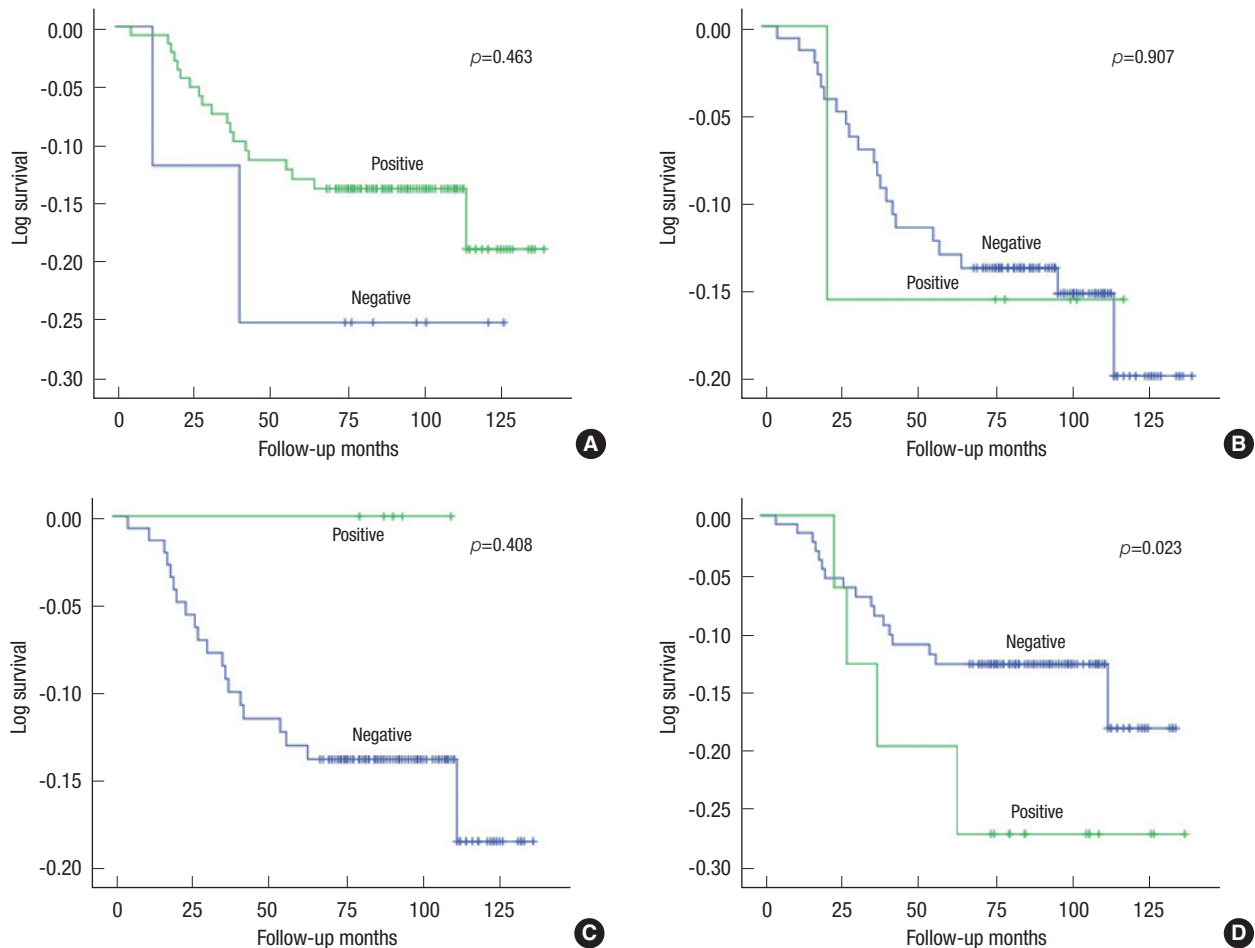 0.00
-0.05
-0.10
-0.15
-0.20
-0.25
-0.30
Log survival
p=0.463
Positive
Negative
0 25 50 75 100 125
Follow-up months
A
0.00
-0.05
-0.10
-0.15
-0.20
Log survival
p=0.907
Negative
Positive
0 25 50 75 100 125
Follow-up months
B
0.00
-0.05
-0.10
-0.15
-0.20
Log survival
Positive
p=0.408
Negative
0 25 50 75 100 125
Follow-up months
C
0.00
-0.05
-0.10
-0.15
-0.20
-0.25
-0.30
Log survival
p=0.023
Negative
Positive
0 25 50 75 100 125
Follow-up months
D